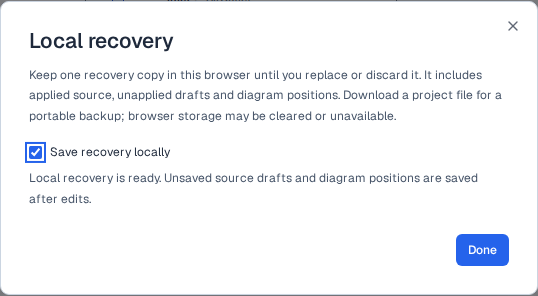 Local recovery
Keep one recovery copy in this browser until you replace or discard it. It includes
applied source, unapplied drafts and diagram positions. Download a project file for a
portable backup; browser storage may be cleared or unavailable.
Save recovery locally
Local recovery is ready. Unsaved source drafts and diagram positions are saved
after edits.
Done